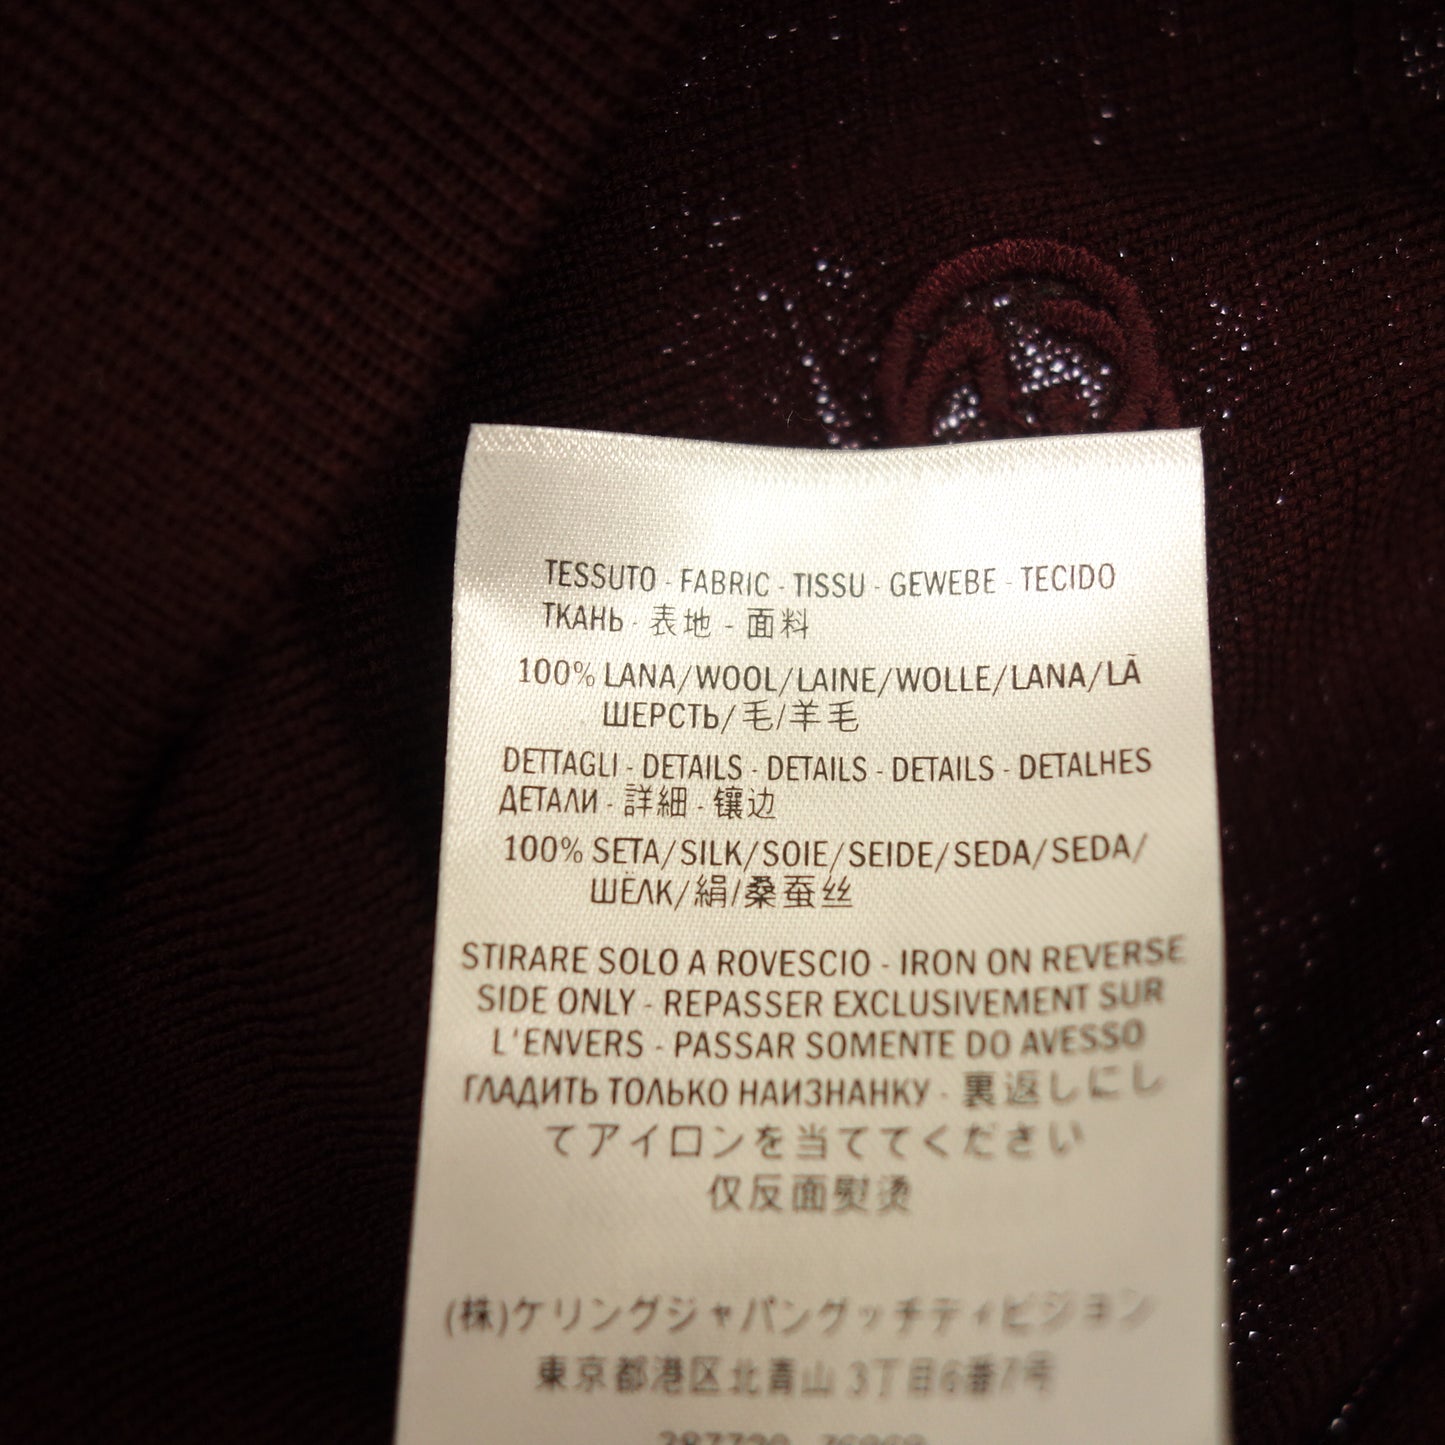 TESSUTO - FABRIC - TISSU - GEWEBE - TECIDO
ТКАНЬ - 表地 - 面料
100% LANA/WOOL/LAINE/WOLLE/LANA/LÃ
ШЕРСТЬ/毛/羊毛
DETTAGLI - DETAILS - DETAILS - DETAILS - DETALHES
ДЕТАЛИ - 詳細 - 镶边
100% SETA/SILK/SOIE/SEIDE/SEDA/SEDA/
ШЁЛК/絹/桑蚕丝
STIRARE SOLO A ROVESCIO - IRON ON REVERSE
SIDE ONLY - REPASSER EXCLUSIVEMENT SUR
L'ENVERS - PASSAR SOMENTE DO AVESSO
ГЛАДИТЬ ТОЛЬКО НАИЗНАНКУ - 裏返しにし
てアイロンを当ててください
仅反面熨烫
(株)ケリングジャパングッチディビジョン
東京都港区北青山 3丁目6番7号